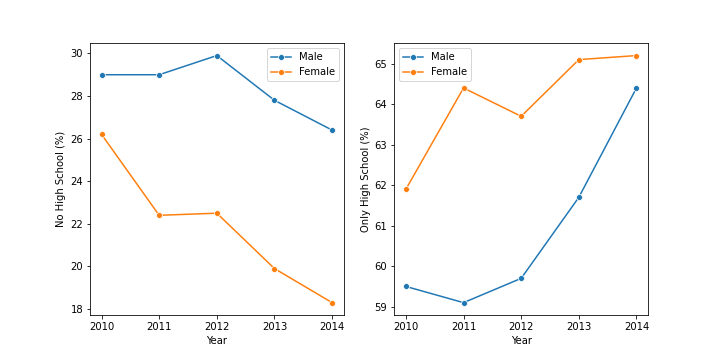 No High School (%)
30
28
26
24
22
20
18
Male
Female
2010 2011 2012 2013 2014
Year
Only High School (%)
65
64
63
62
61
60
59
Male
Female
2010 2011 2012 2013 2014
Year